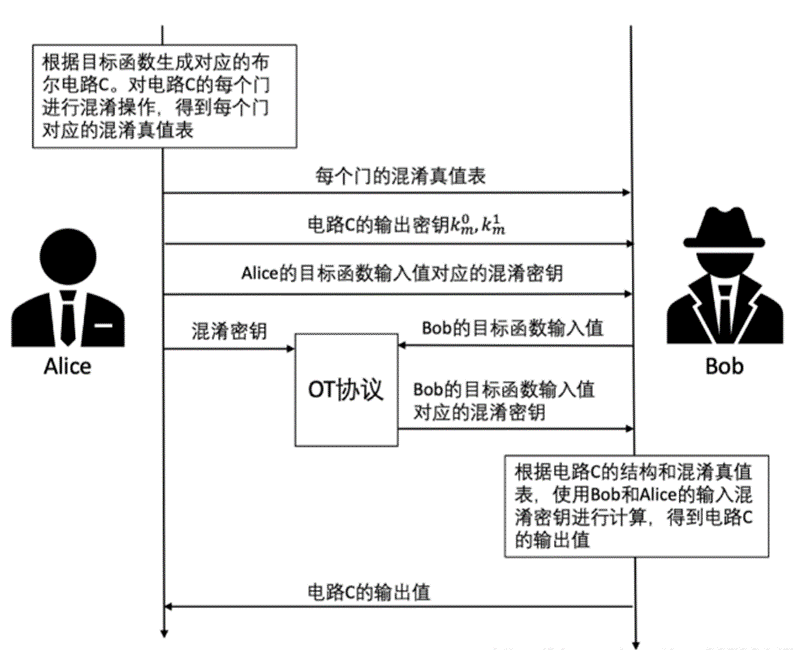 根据目标函数生成对应的布
尔电路C。对电路C的每个门
进行混淆操作，得到每个门
对应的混淆真值表
每个门的混淆真值表
电路C的输出密钥k_m^0, k_m^1
Alice的目标函数输入值对应的混淆密钥
混淆密钥
Bob的目标函数输入值
Alice
Bob
OT协议
Bob的目标函数输入值
对应的混淆密钥
根据电路C的结构和混淆真值
表，使用Bob和Alice的输入混
淆密钥进行计算，得到电路C
的输出值
电路C的输出值